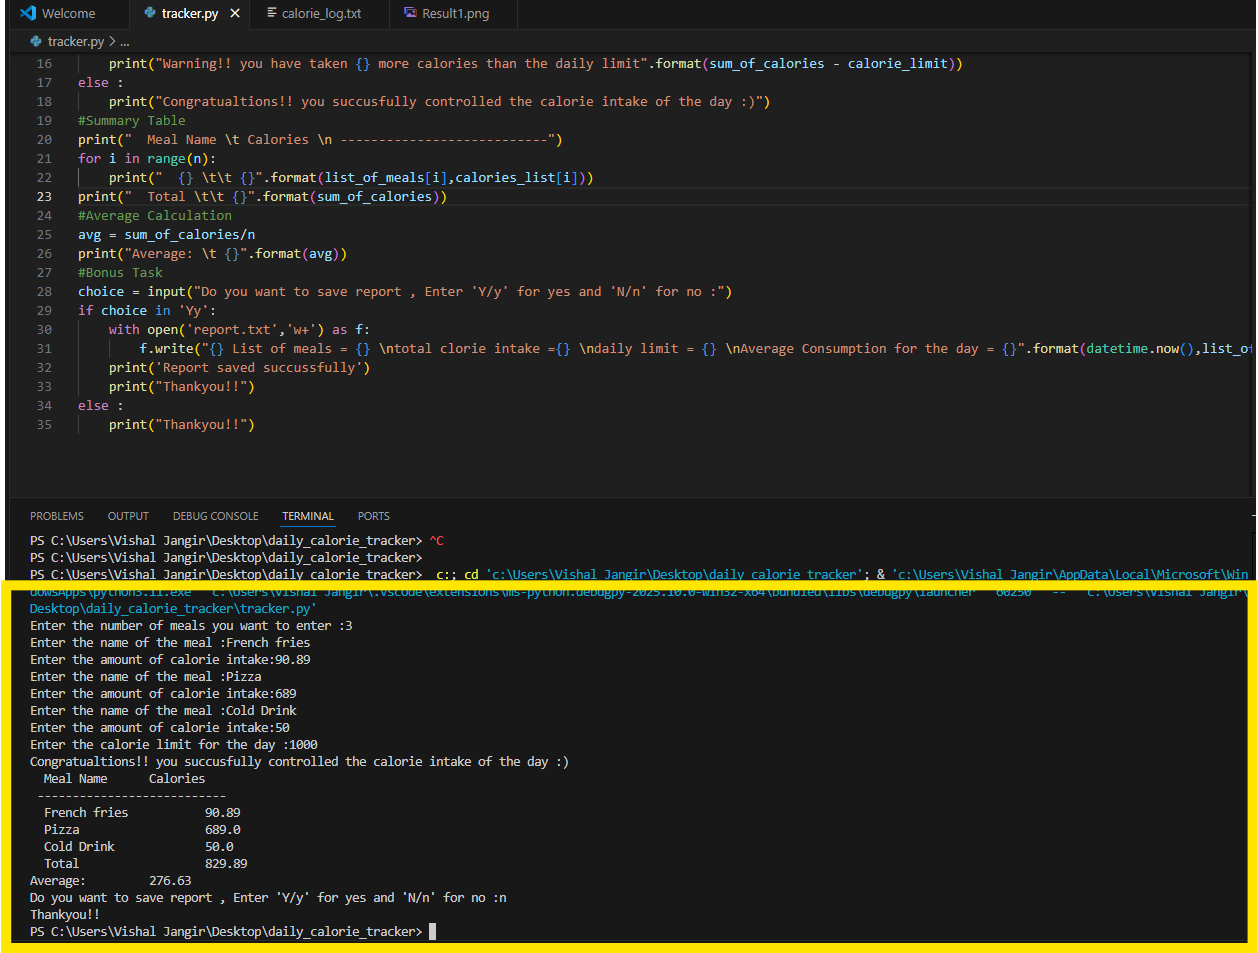 Welcome tracker.py calorie_log.txt Result1.png
tracker.py > ...
16 print("Warning!! you have taken {} more calories than the daily limit".format(sum_of_calories - calorie_limit))
17 else :
18 print("Congratualtions!! you succusfully controlled the calorie intake of the day :)")
19 #Summary Table
20 print("  Meal Name \t Calories \n ---------------------------")
21 for i in range(n):
22 print("  {} \t\t {}".format(list_of_meals[i],calories_list[i]))
23 print("  Total \t\t {}".format(sum_of_calories))
24 #Average Calculation
25 avg = sum_of_calories/n
26 print("Average: \t {}".format(avg))
27 #Bonus Task
28 choice = input("Do you want to save report , Enter 'Y/y' for yes and 'N/n' for no :")
29 if choice in 'Yy':
30 with open('report.txt','w+') as f:
31 f.write("{} List of meals = {} \ntotal clorie intake ={} \ndaily limit = {} \nAverage Consumption for the day = {}".format(datetime.now(),list_of
32 print('Report saved succussfully')
33 print("Thankyou!!")
34 else :
35 print("Thankyou!!")
PROBLEMS OUTPUT DEBUG CONSOLE TERMINAL PORTS
PS C:\Users\Vishal Jangir\Desktop\daily_calorie_tracker> ^C
PS C:\Users\Vishal Jangir\Desktop\daily_calorie_tracker>
PS C:\Users\Vishal Jangir\Desktop\daily_calorie_tracker>  c:; cd 'c:\Users\Vishal Jangir\Desktop\daily_calorie_tracker'; & 'c:\Users\Vishal Jangir\AppData\Local\Microsoft\Win
dowsApps\python3.11.exe' 'c:\Users\Vishal Jangir\.vscode\extensions\ms-python.debugpy-2025.10.0-win32-x64\bundled\libs\debugpy\launcher' '60250' '--' 'c:\Users\Vishal Jangir\
Desktop\daily_calorie_tracker\tracker.py'
Enter the number of meals you want to enter :3
Enter the name of the meal :French fries
Enter the amount of calorie intake:90.89
Enter the name of the meal :Pizza
Enter the amount of calorie intake:689
Enter the name of the meal :Cold Drink
Enter the amount of calorie intake:50
Enter the calorie limit for the day :1000
Congratualtions!! you succusfully controlled the calorie intake of the day :)
Meal Name Calories
---------------------------
French fries 90.89
Pizza 689.0
Cold Drink 50.0
Total 829.89
Average: 276.63
Do you want to save report , Enter 'Y/y' for yes and 'N/n' for no :n
Thankyou!!
PS C:\Users\Vishal Jangir\Desktop\daily_calorie_tracker>